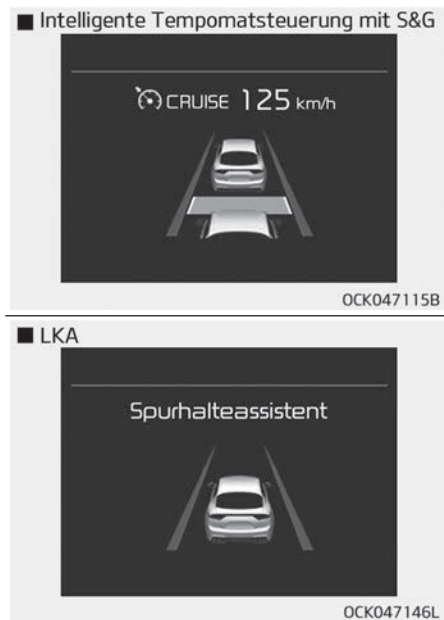 ■ Intelligente Tempomatsteuerung mit S&G
CRUISE 125 km/h
OCK047115B
■ LKA
Spurhalteassistent
OCK047146L